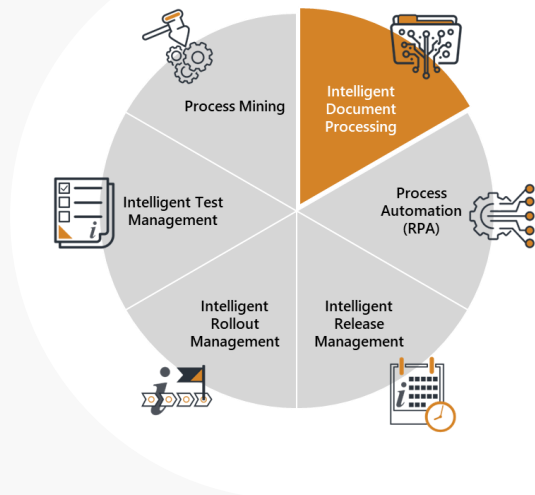 Process Mining
Intelligent
Document
Processing
Intelligent Test
Management
Process
Automation
(RPA)
Intelligent
Rollout
Management
Intelligent
Release
Management
i
i
i